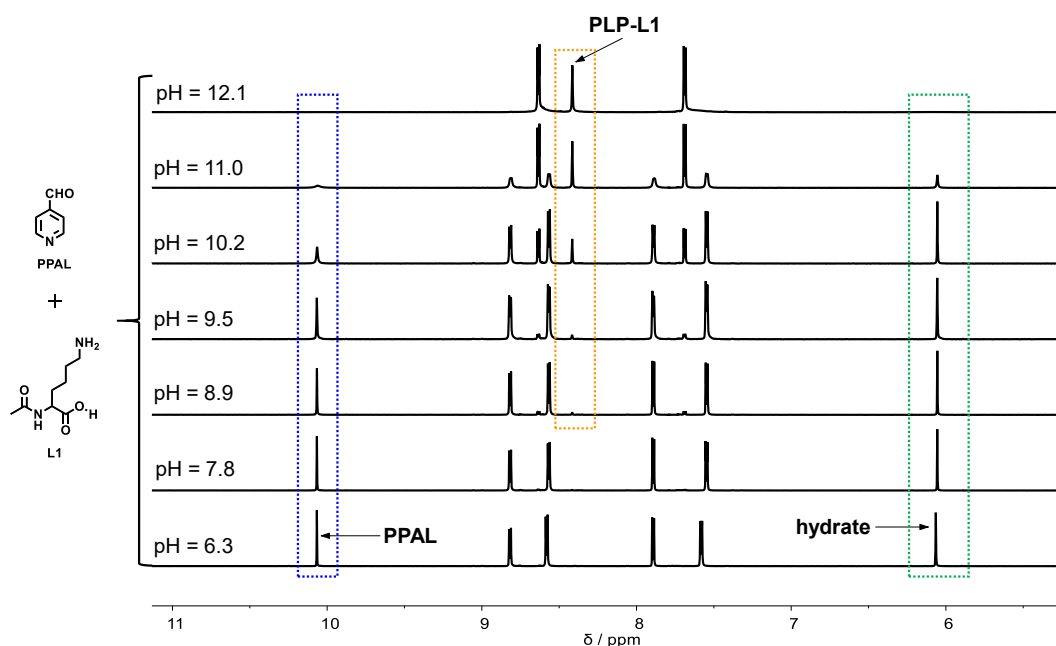 PLP-L1
pH = 12.1
pH = 11.0
CHO
N
PPAL
+
pH = 10.2
pH = 9.5
NH2
pH = 8.9
O
N
H
O
O
H
L1
pH = 7.8
pH = 6.3
PPAL
hydrate
11 10 9 8 7 6
δ / ppm